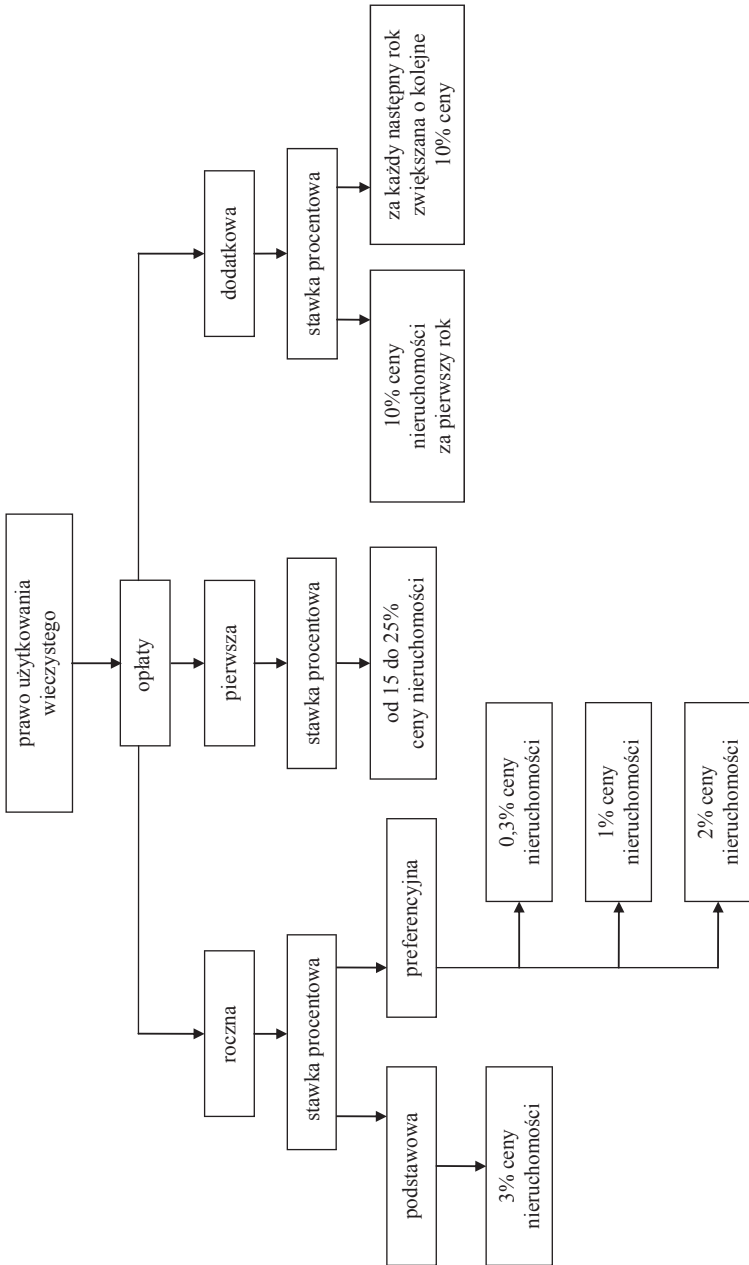 prawo użytkowania
wieczystego
opłaty
roczna
pierwsza
dodatkowa
stawka procentowa
stawka procentowa
stawka procentowa
podstawowa
preferencyjna
od 15 do 25%
ceny nieruchomości
10% ceny
nieruchomości
za pierwszy rok
za każdy następny rok
zwiększana o kolejne
10% ceny
3% ceny
nieruchomości
0,3% ceny
nieruchomości
1% ceny
nieruchomości
2% ceny
nieruchomości